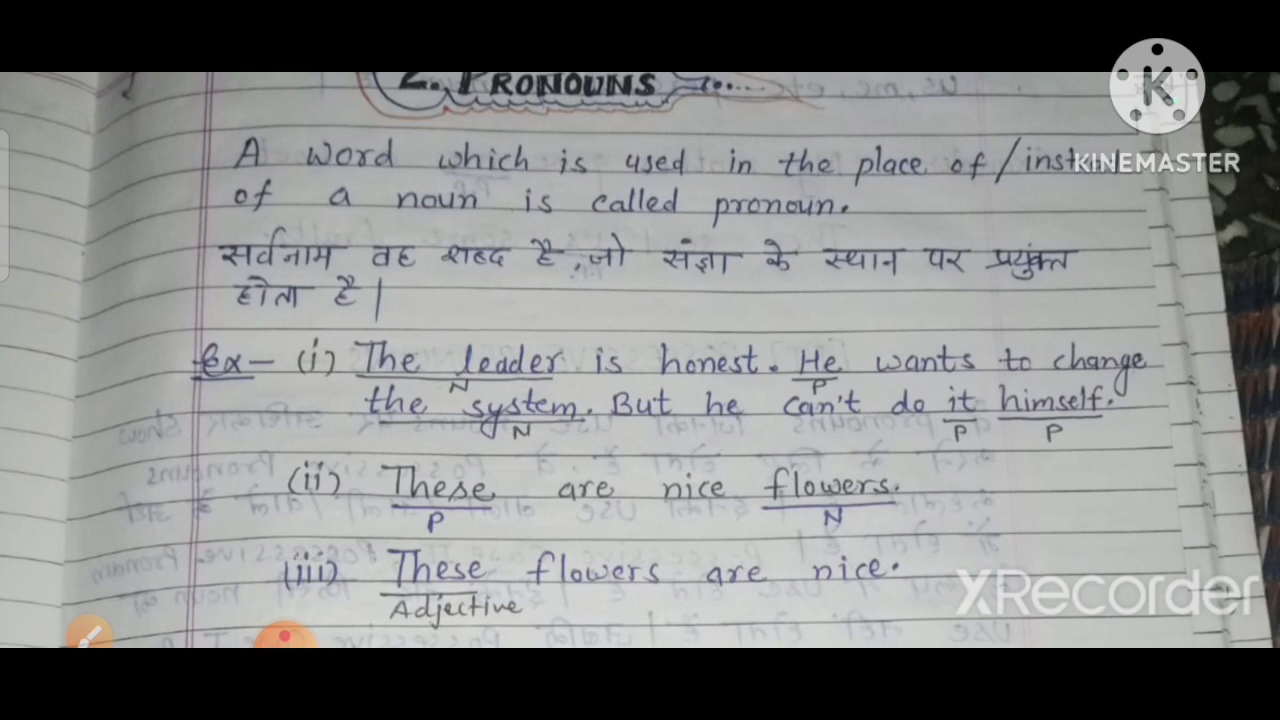 2. PRONOUNS
A word which is used in the place of / inst
of a noun is called pronoun.
सर्वनाम वह शब्द है जो संज्ञा के स्थान पर प्रयुंक्त
होता है |
Ex - (i) The leader is honest. He wants to change
N P
the system. But he can't do it himself.
N P P
(ii) These are nice flowers.
P N
(iii) These flowers are nice.
Adjective
K
KINEMASTER
XRecorder